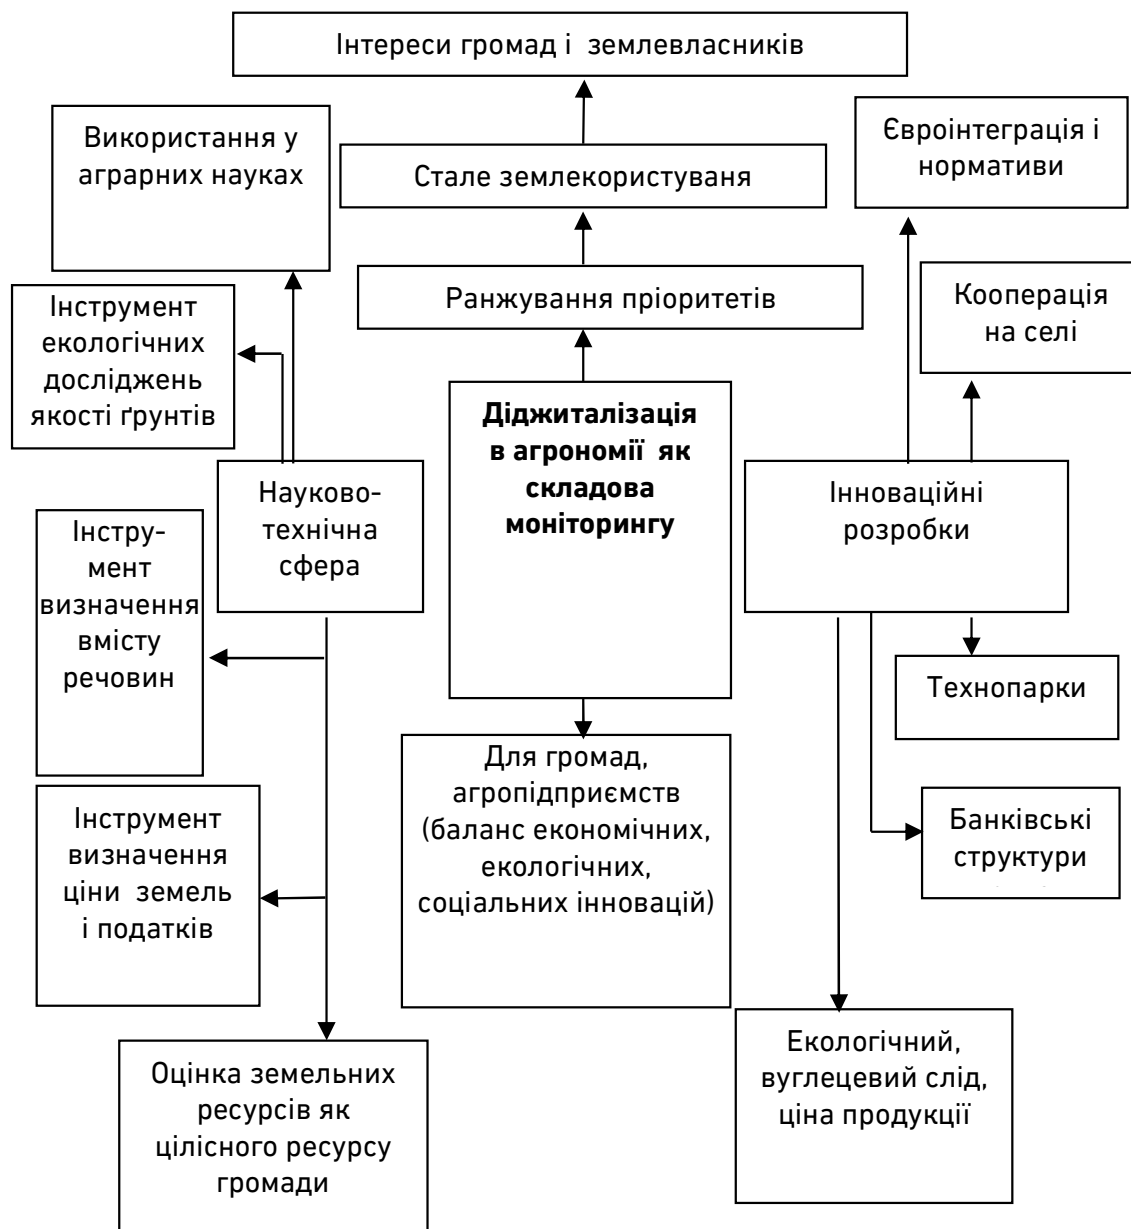 Інтереси громад і землевласників
Використання у
аграрних науках
Стале землекористуваня
Євроінтеграція і
нормативи
Ранжування пріоритетів
Кооперація
на селі
Інструмент
екологічних
досліджень
якості ґрунтів
Діджиталізація
в агрономії як
складова
моніторингу
Науково-
технічна
сфера
Інноваційні
розробки
Інстру-
мент
визначення
вмісту
речовин
Технопарки
Для громад,
агропідприємств
(баланс економічних,
екологічних,
соціальних інновацій)
Інструмент
визначення
ціни земель
і податків
Банківські
структури
Екологічний,
вуглецевий слід,
ціна продукції
Оцінка земельних
ресурсів як
цілісного ресурсу
громади